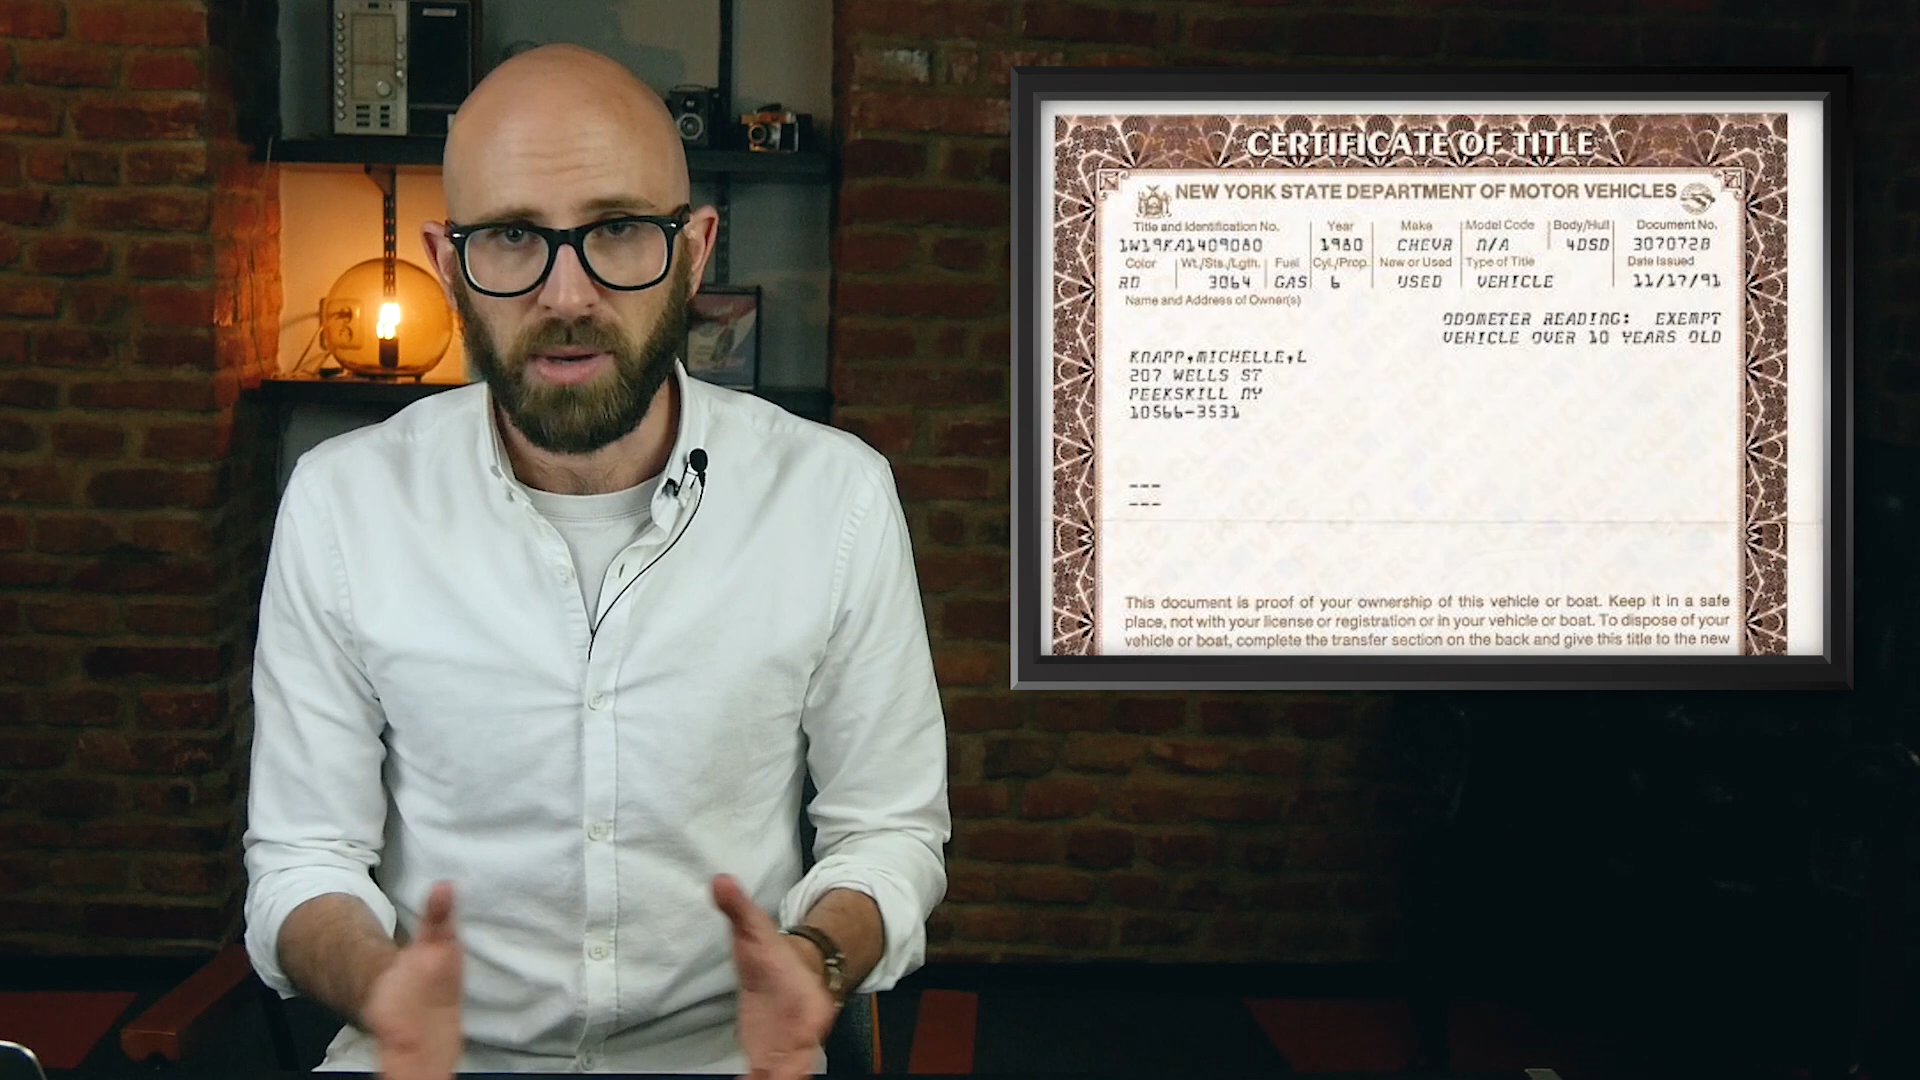 CERTIFICATE OF TITLE
NEW YORK STATE DEPARTMENT OF MOTOR VEHICLES
Title and Identification No. Year Make Model Code Body/Hull Document No.
1W19KA1409080 1980 CHEVR N/A 4DSD 307072B
Color Wt./Sts./Lgth. Fuel Cyl./Prop. New or Used Type of Title Date Issued
RD 3064 GAS 6 USED VEHICLE 11/17/91
Name and Address of Owner(s)
ODOMETER READING: EXEMPT
VEHICLE OVER 10 YEARS OLD
KNAPP,MICHELLE,L
207 WELLS ST
PEEKSKILL NY
10566-3531
---
---
This document is proof of your ownership of this vehicle or boat. Keep it in a safe
place, not with your license or registration or in your vehicle or boat. To dispose of your
vehicle or boat, complete the transfer section on the back and give this title to the new